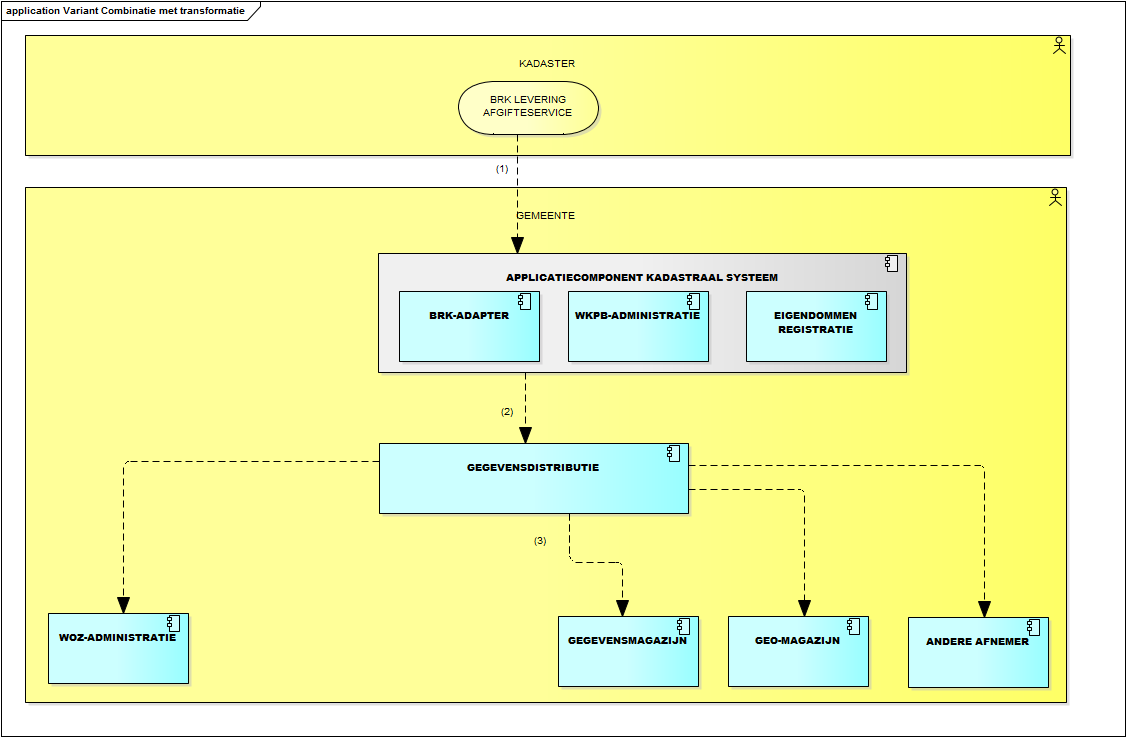 application Variant Combinatie met transformatie
KADASTER
BRK LEVERING
AFGIFTESERVICE
(1)
GEMEENTE
APPLICATIECOMPONENT KADASTRAAL SYSTEEM
BRK-ADAPTER
WKPB-ADMINISTRATIE
EIGENDOMMEN
REGISTRATIE
(2)
GEGEVENSDISTRIBUTIE
(3)
WOZ-ADMINISTRATIE
GEGEVENSMAGAZIJN
GEO-MAGAZIJN
ANDERE AFNEMER